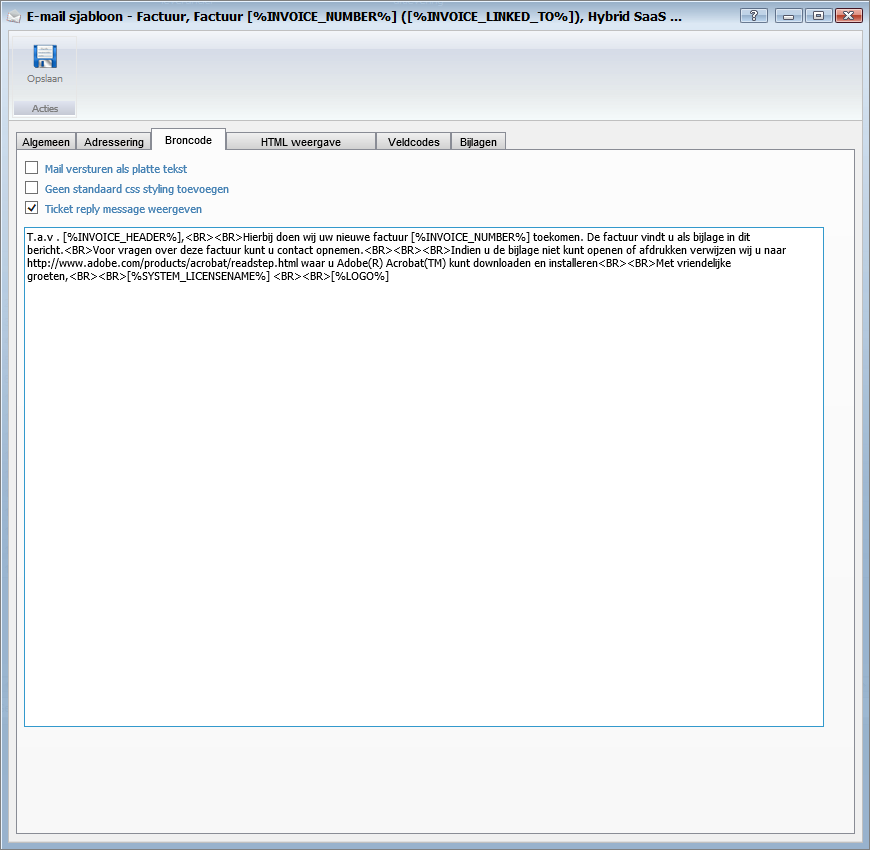 E-mail sjabloon - Factuur, Factuur [%INVOICE_NUMBER%] ([%INVOICE_LINKED_TO%]), Hybrid SaaS ...
Opslaan
Acties
Algemeen Adressering Broncode HTML weergave Veldcodes Bijlagen
Mail versturen als platte tekst
Geen standaard css styling toevoegen
Ticket reply message weergeven
T.a.v . [%INVOICE_HEADER%],<BR><BR>Hierbij doen wij uw nieuwe factuur [%INVOICE_NUMBER%] toekomen. De factuur vindt u als bijlage in dit
bericht.<BR>Voor vragen over deze factuur kunt u contact opnemen.<BR><BR><BR>Indien u de bijlage niet kunt openen of afdrukken verwijzen wij u naar
http://www.adobe.com/products/acrobat/readstep.html waar u Adobe(R) Acrobat(TM) kunt downloaden en installeren<BR><BR>Met vriendelijke
groeten,<BR><BR>[%SYSTEM_LICENSENAME%] <BR><BR>[%LOGO%]